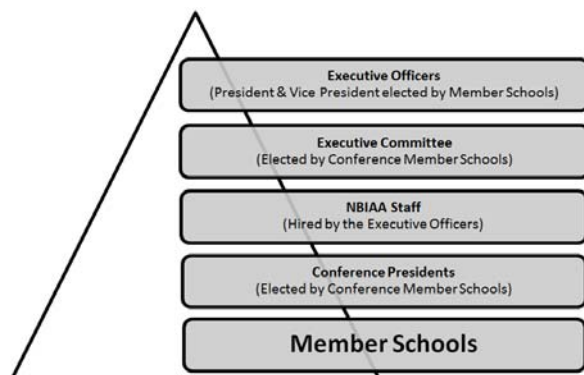 Executive Officers
(President & Vice President elected by Member Schools)
Executive Committee
(Elected by Conference Member Schools)
NBIAA Staff
(Hired by the Executive Officers)
Conference Presidents
(Elected by Conference Member Schools)
Member Schools